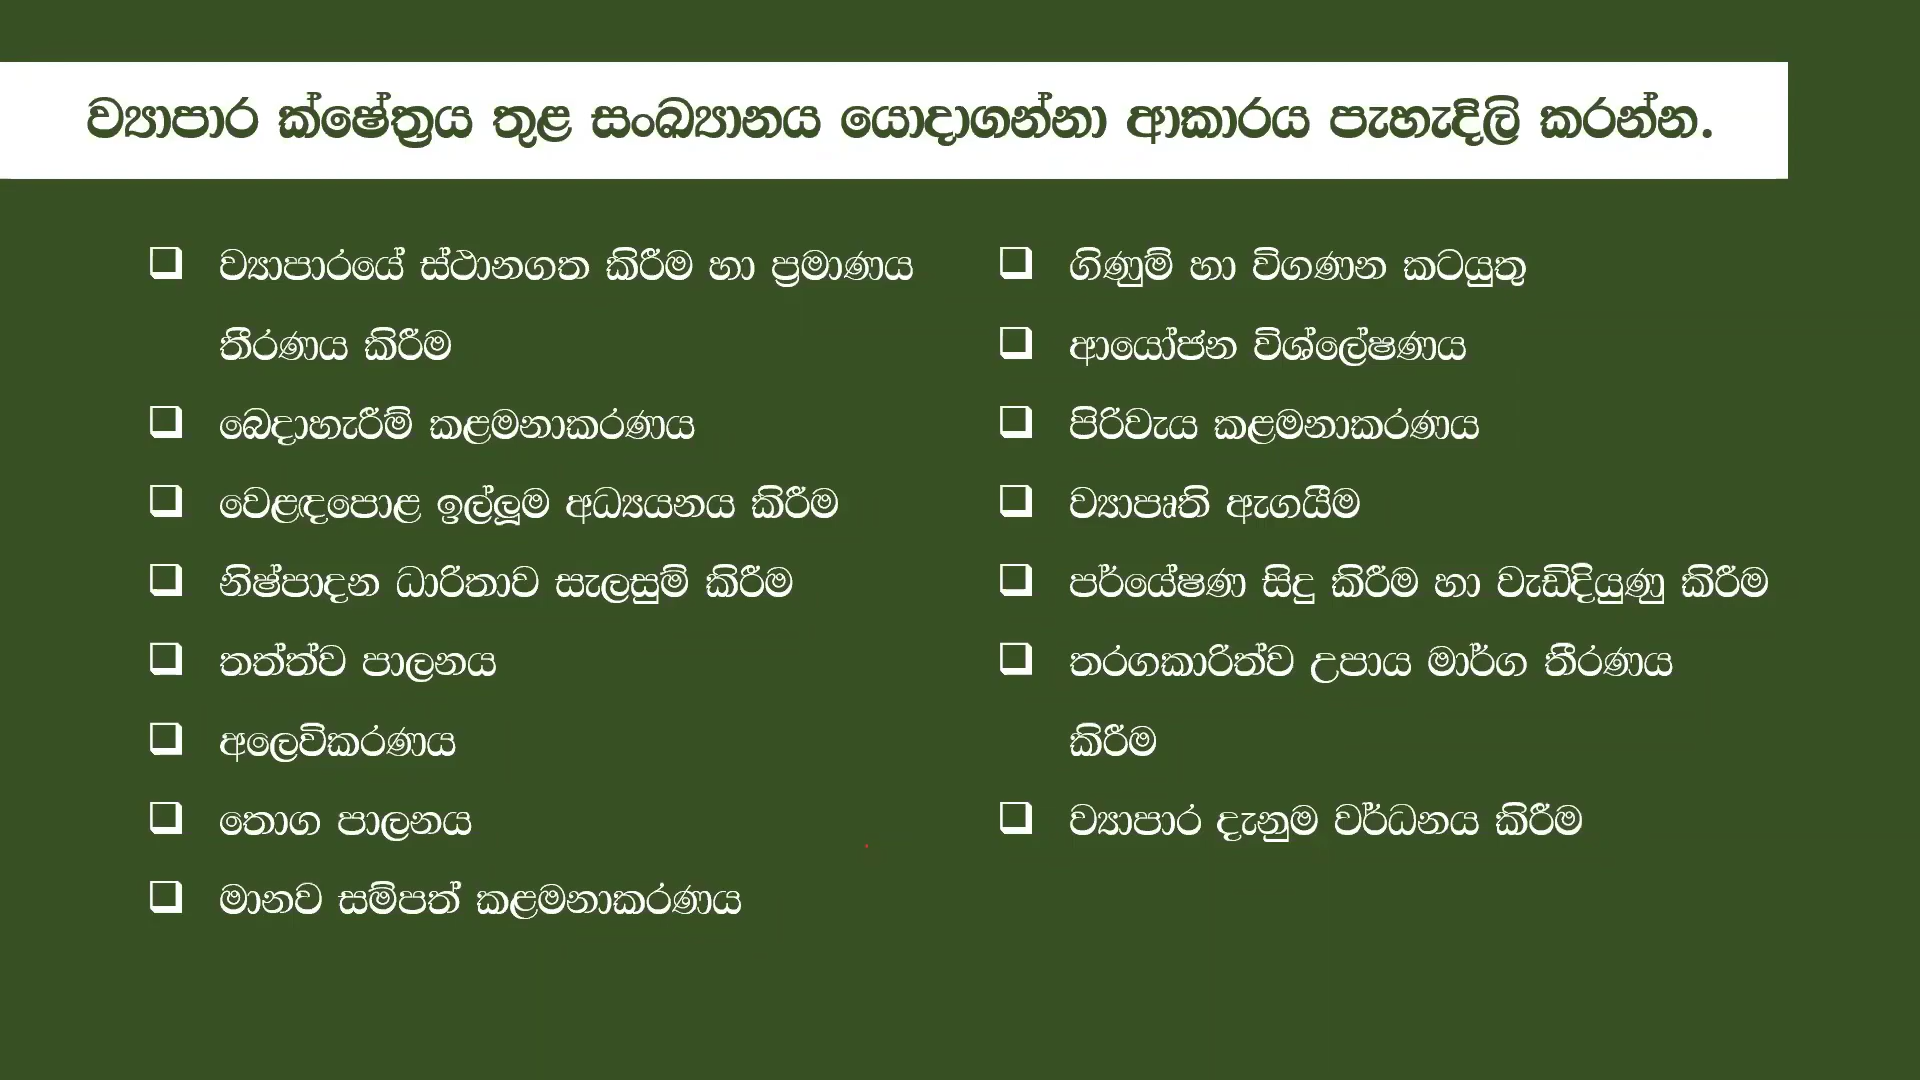 ව්‍යාපාර ක්ෂේත්‍රය තුළ සංඛ්‍යානය යොදාගන්නා ආකාරය පැහැදිලි කරන්න.
ව්‍යාපාරයේ ස්ථානගත කිරීම හා ප්‍රමාණය
තීරණය කිරීම
බෙදාහැරීම් කළමනාකරණය
වෙළඳපොළ ඉල්ලූම අධ්‍යයනය කිරීම
නිෂ්පාදන ධාරිතාව සැලසුම් කිරීම
තත්ත්ව පාලනය
අලෙවිකරණය
තොග පාලනය
මානව සම්පත් කළමනාකරණය
ගිණුම් හා විගණන කටයුතු
ආයෝජන විශ්ලේෂණය
පිරිවැය කළමනාකරණය
ව්‍යාපෘති ඇගයීම
පර්යේෂණ සිදු කිරීම හා වැඩිදියුණු කිරීම
තරගකාරිත්ව උපාය මාර්ග තීරණය
කිරීම
ව්‍යාපාර දැනුම වර්ධනය කිරීම